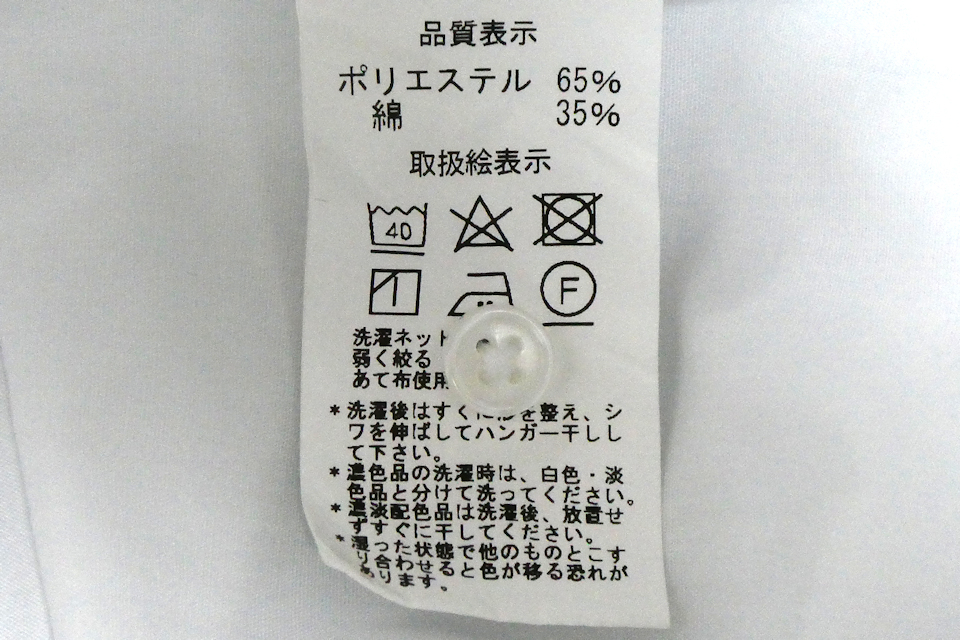 品質表示
ポリエステル 65%
綿 35%
取扱絵表示
40
F
洗濯ネット
弱く絞る
あて布使用
*洗濯後はすぐに形を整え、シ
ワを伸ばしてハンガー干しし
て下さい。
*濃色品の洗濯時は、白色・淡
色品と分けて洗ってください。
*濃淡配色品は洗濯後、放置せ
ずすぐに干してください。
*湿った状態で他のものとこす
り合わせると色が移る恐れが
あります。